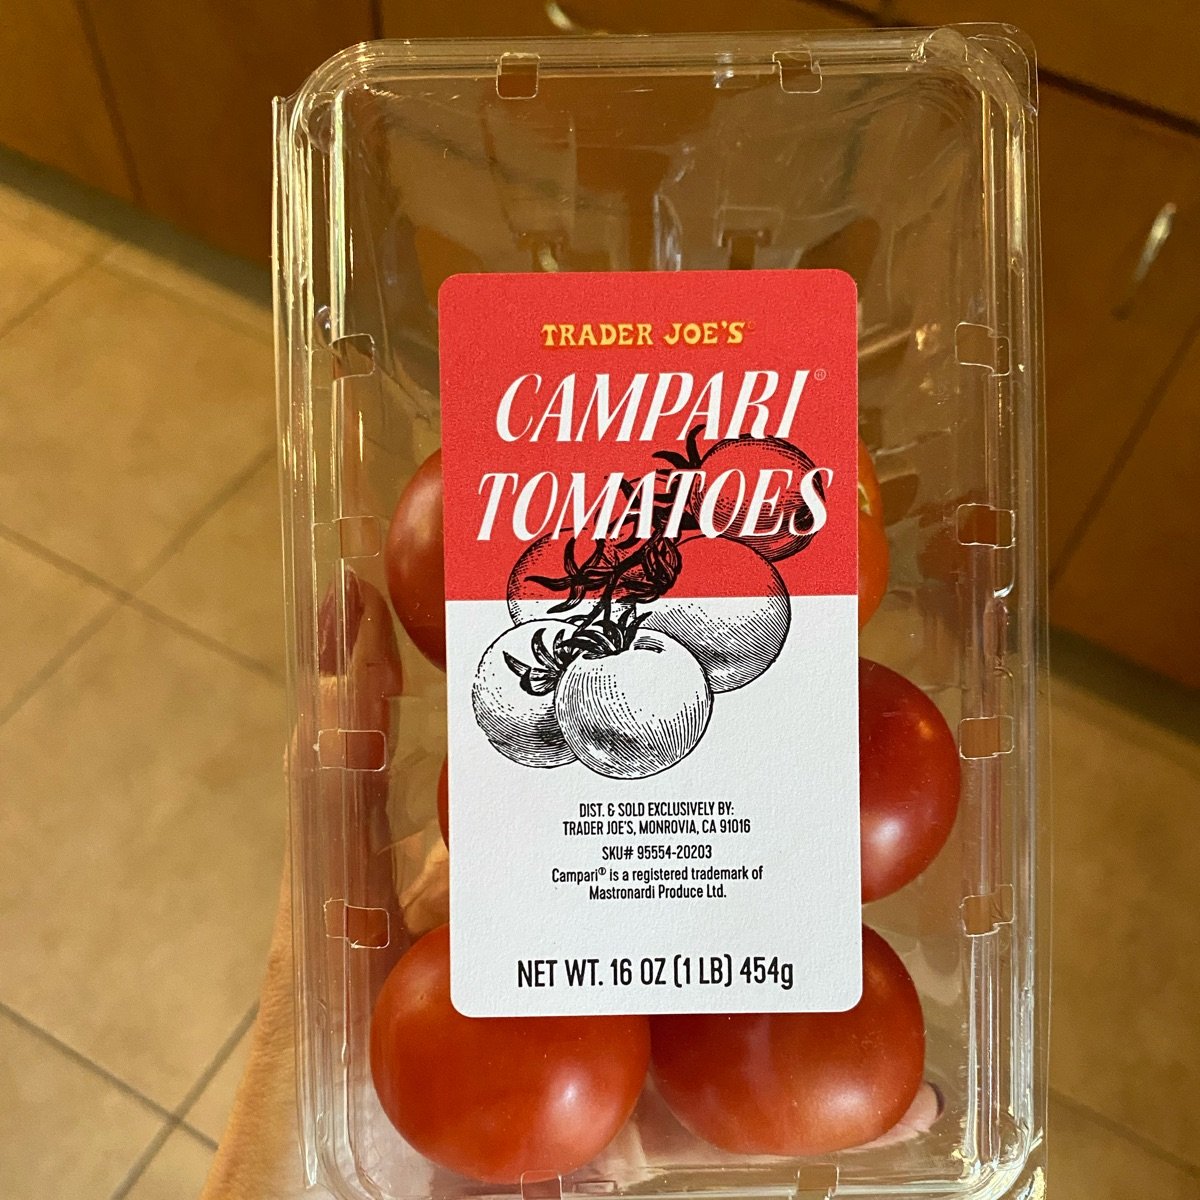 TRADER JOE'S
CAMPARI®
TOMATOES
DIST. & SOLD EXCLUSIVELY BY:
TRADER JOE'S, MONROVIA, CA 91016
SKU# 95554-20203
Campari® is a registered trademark of
Mastronardi Produce Ltd.
NET WT. 16 OZ (1 LB) 454g